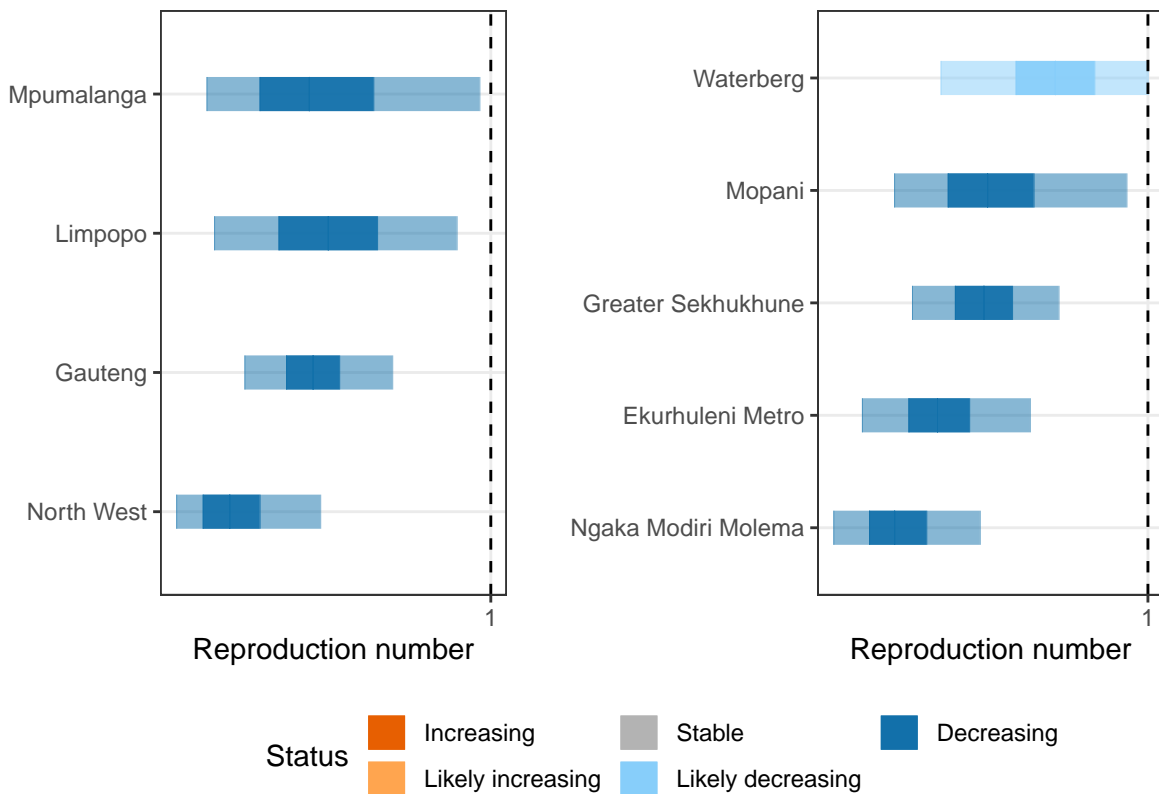 Mpumalanga
Limpopo
Gauteng
North West
1
Reproduction number
Waterberg
Mopani
Greater Sekhukhune
Ekurhuleni Metro
Ngaka Modiri Molema
1
Reproduction number
Status
Increasing
Stable
Decreasing
Likely increasing
Likely decreasing